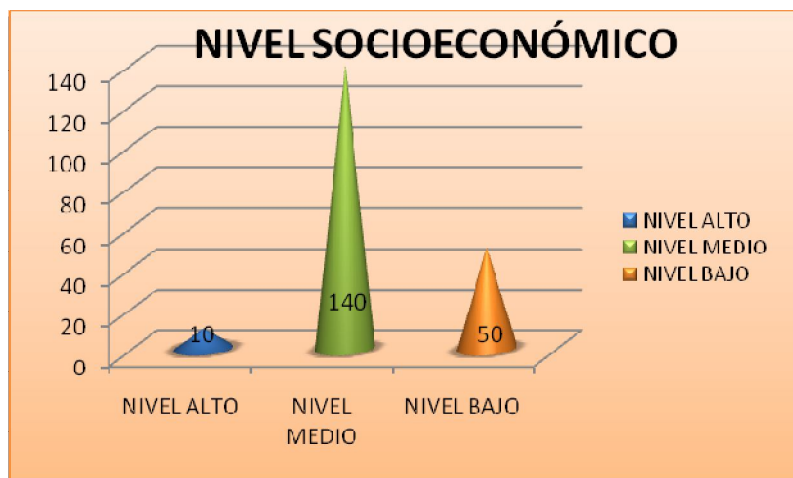 NIVEL SOCIOECONÓMICO
140
120
100
80
60
40
20
0
10
140
50
NIVEL ALTO
NIVEL
MEDIO
NIVEL BAJO
NIVEL ALTO
NIVEL MEDIO
NIVEL BAJO